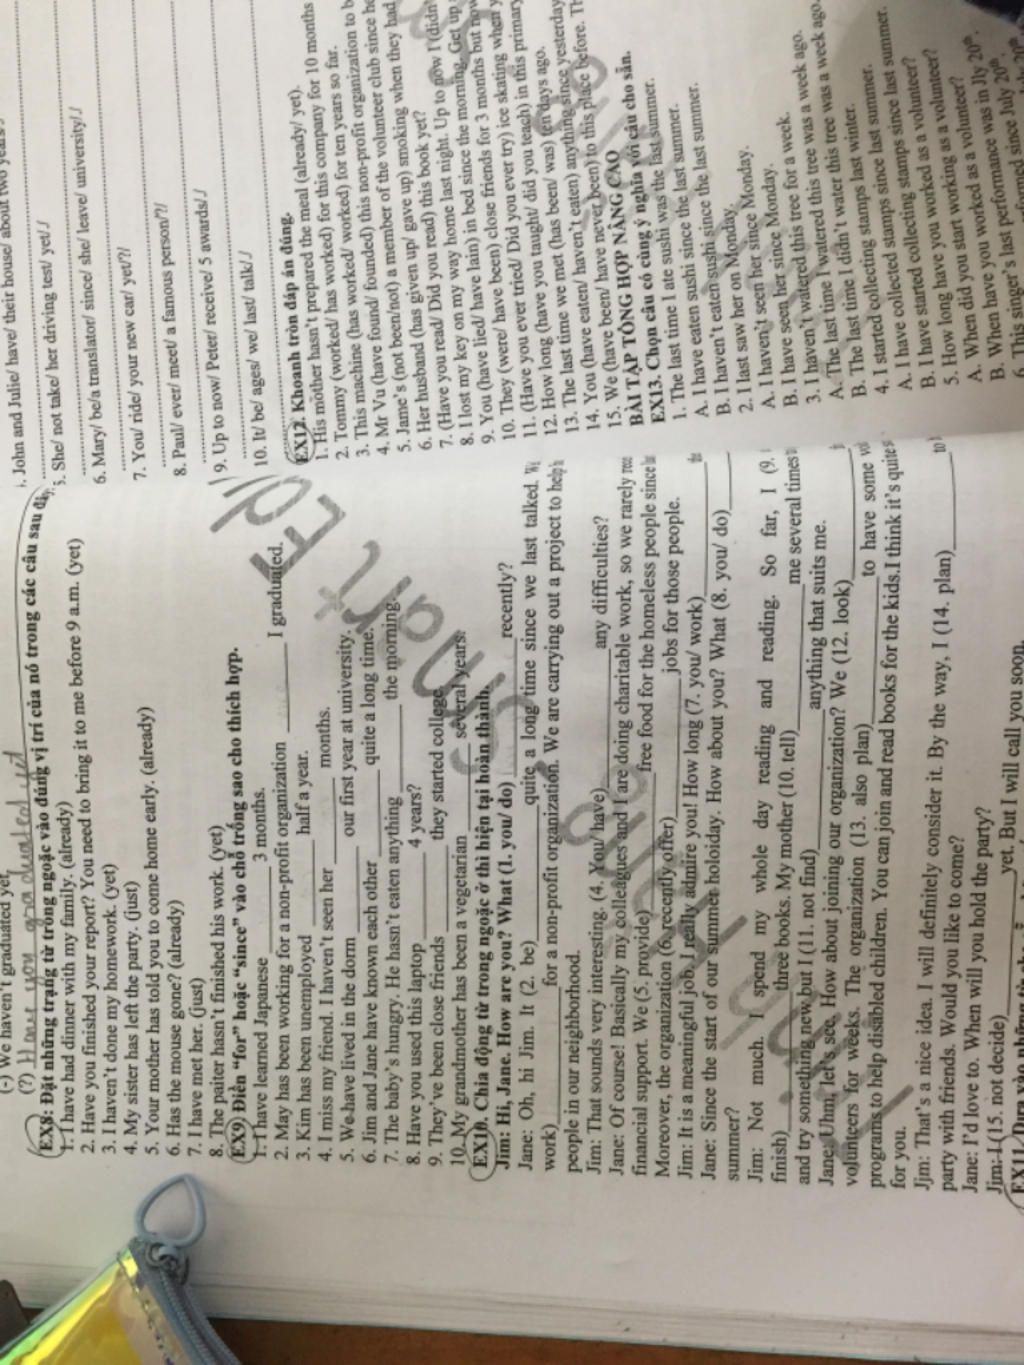 (-) We haven't graduated yet
(?) Have you graduated yet
EX8: Đặt những trạng từ trong ngoặc vào đúng vị trí của nó trong các câu sau đây.
1. I have had dinner with my family. (already)
2. Have you finished your report? You need to bring it to me before 9 a.m. (yet)
3. I haven't done my homework. (yet)
4. My sister has left the party. (just)
5. Your mother has told you to come home early. (already)
6. Has the mouse gone? (already)
7. I have met her. (just)
8. The paiter hasn't finished his work. (yet)
EX9: Điền "for" hoặc "since" vào chỗ trống sao cho thích hợp.
1. I have learned Japanese ______ 3 months.
2. May has been working for a non-profit organization ______ I graduated.
3. Kim has been unemployed ______ half a year.
4. I miss my friend. I haven't seen her ______ months.
5. We have lived in the dorm ______ our first year at university.
6. Jim and Jane have known each other ______ quite a long time.
7. The baby's hungry. He hasn't eaten anything ______ the morning.
8. Have you used this laptop ______ 4 years?
9. They've been close friends ______ they started college.
10. My grandmother has been a vegetarian ______ several years.
EX10. Chia động từ trong ngoặc ở thì hiện tại hoàn thành.
Jim: Hi, Jane. How are you? What (1. you/ do) ______ recently?
Jane: Oh, hi Jim. It (2. be) ______ quite a long time since we last talked.
work) ______ for a non-profit organization. We are carrying out a project to help
people in our neighborhood.
Jim: That sounds very interesting. (4. You/ have) ______ any difficulties?
Jane: Of course! Basically my colleagues and I are doing charitable work, so we rarely
financial support. We (5. provide) ______ free food for the homeless people since
Moreover, the organization (6. recently offer) ______ jobs for those people.
Jim: It is a meaningful job. I really admire you! How long (7. you/ work) ______
Jane: Since the start of our summer holoiday. How about you? What (8. you/ do) ______
summer?
Jim: Not much. I spend my whole day reading and reading. So far, I (9.
finish) ______ three books. My mother (10. tell) ______ me several times
and try something new but I (11. not find) ______ anything that suits me.
Jane: Uhm, let's see. How about joining our organization? We (12. look) ______
volunteers for weeks. The organization (13. also plan) ______ to have some
programs to help disabled children. You can join and read books for the kids.I think it's quite
for you.
Jim: That's a nice idea. I will definitely consider it. By the way, I (14. plan) ______ to
party with friends. Would you like to come?
Jane: I'd love to. When will you hold the party?
Jim: I (15. not decide) ______ yet. But I will call you soon.
EX11:
John and Julie/ have/ their house/ about two years
5. She/ not take/ her driving test/ yet/./
6. Mary/ be/a translator/ since/ she/ leave/ university/./
7. You/ ride/ your new car/ yet/?/
8. Paul/ ever/ meet/ a famous person/?/
9. Up to now/ Peter/ receive/ 5 awards/./
10. It/ be/ ages/ we/ last/ talk/./
EX12. Khoanh tròn đáp án đúng.
1. His mother hasn't prepared the meal (already/ yet).
2. Tommy (worked/ has worked) for this company for 10 months
3. This machine (has worked/ worked) for ten years so far.
4. Mr Vu (have found/ founded) this non-profit organization to
5. Jame's (not been/not) a member of the volunteer club since
6. Her husband (has given up/ gave up) smoking when they had
7. (Have you read/ Did you read) this book yet?
8. I lost my key on my way home last night. Up to now I
9. You (have lied/ have lain) in bed since the morning. Get up
10. They (were/ have been) close friends for 3 months but now
11. (Have you ever tried/ Did you ever try) ice skating when
12. How long (have you taught/ did you teach) in this primary
13. The last time we met (has been/ was) ten days ago.
14. You (have eaten/ haven't eaten) anything since yesterday
15. We (have been/ have never been) to this place before.
BÀI TẬP TỔNG HỢP NÂNG CAO
EX13. Chọn câu có cùng ý nghĩa với câu cho sẵn.
1. The last time I ate sushi was the last summer.
A. I have eaten sushi since the last summer.
B. I haven't eaten sushi since the last summer.
2. I last saw her on Monday.
A. I haven't seen her since Monday.
B. I have seen her since Monday.
3. I haven't watered this tree for a week.
A. The last time I watered this tree was a week ago.
B. The last time I didn't water this tree was a week ago.
4. I started collecting stamps last winter.
A. I have collected stamps since last summer.
B. I have started collecting stamps since last summer.
5. How long have you worked as a volunteer?
A. When did you start working as a volunteer?
B. When have you worked as a volunteer?
6. This singer's last performance was in Jly 20th.